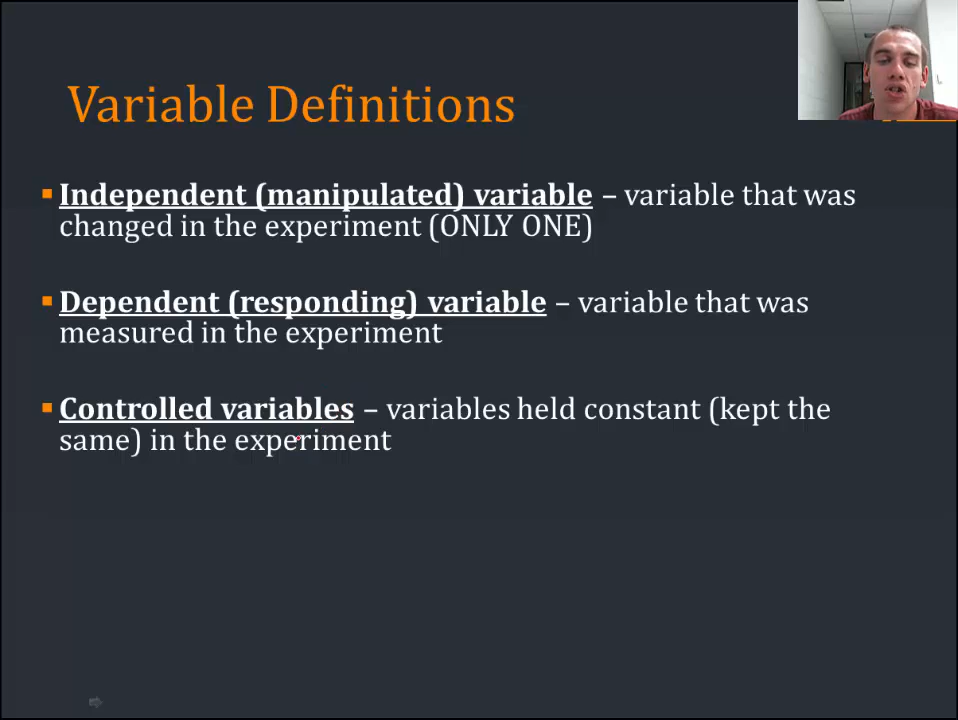 Variable Definitions
Independent (manipulated) variable – variable that was
changed in the experiment (ONLY ONE)
Dependent (responding) variable – variable that was
measured in the experiment
Controlled variables – variables held constant (kept the
same) in the experiment